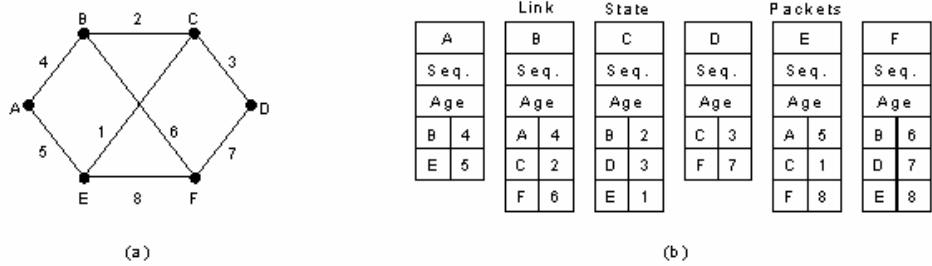 B 2 C
4 3
A D
1 6
5 7
E 8 F
(a)
Link State Packets
A B C D E F
Seq. Seq. Seq. Seq. Seq. Seq.
Age Age Age Age Age Age
B 4 A 4 B 2 C 3 A 5 B 6
E 5 C 2 D 3 F 7 C 1 D 7
F 6 E 1 F 8 E 8
(b)